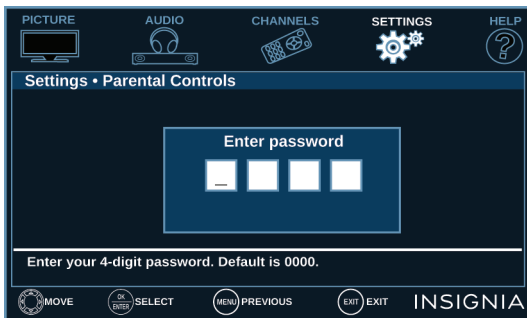 PICTURE AUDIO CHANNELS SETTINGS HELP
Settings • Parental Controls
Enter password
_
Enter your 4-digit password. Default is 0000.
MOVE OK ENTER SELECT MENU PREVIOUS EXIT EXIT INSIGNIA